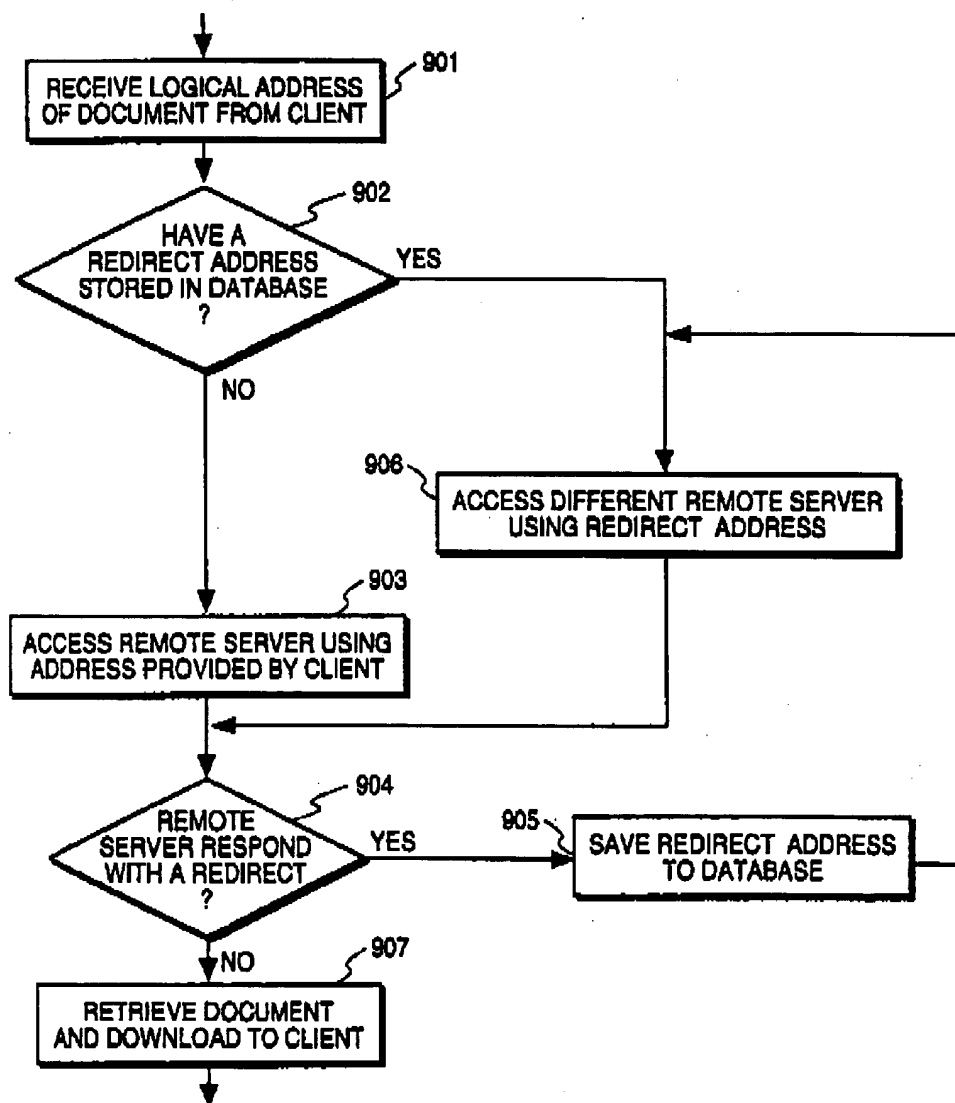 901
RECEIVE LOGICAL ADDRESS
OF DOCUMENT FROM CLIENT
902
HAVE A
REDIRECT ADDRESS
STORED IN DATABASE
?
YES
NO
906
ACCESS DIFFERENT REMOTE SERVER
USING REDIRECT ADDRESS
903
ACCESS REMOTE SERVER USING
ADDRESS PROVIDED BY CLIENT
904
REMOTE
SERVER RESPOND
WITH A REDIRECT
?
YES
905
SAVE REDIRECT ADDRESS
TO DATABASE
NO
907
RETRIEVE DOCUMENT
AND DOWNLOAD TO CLIENT